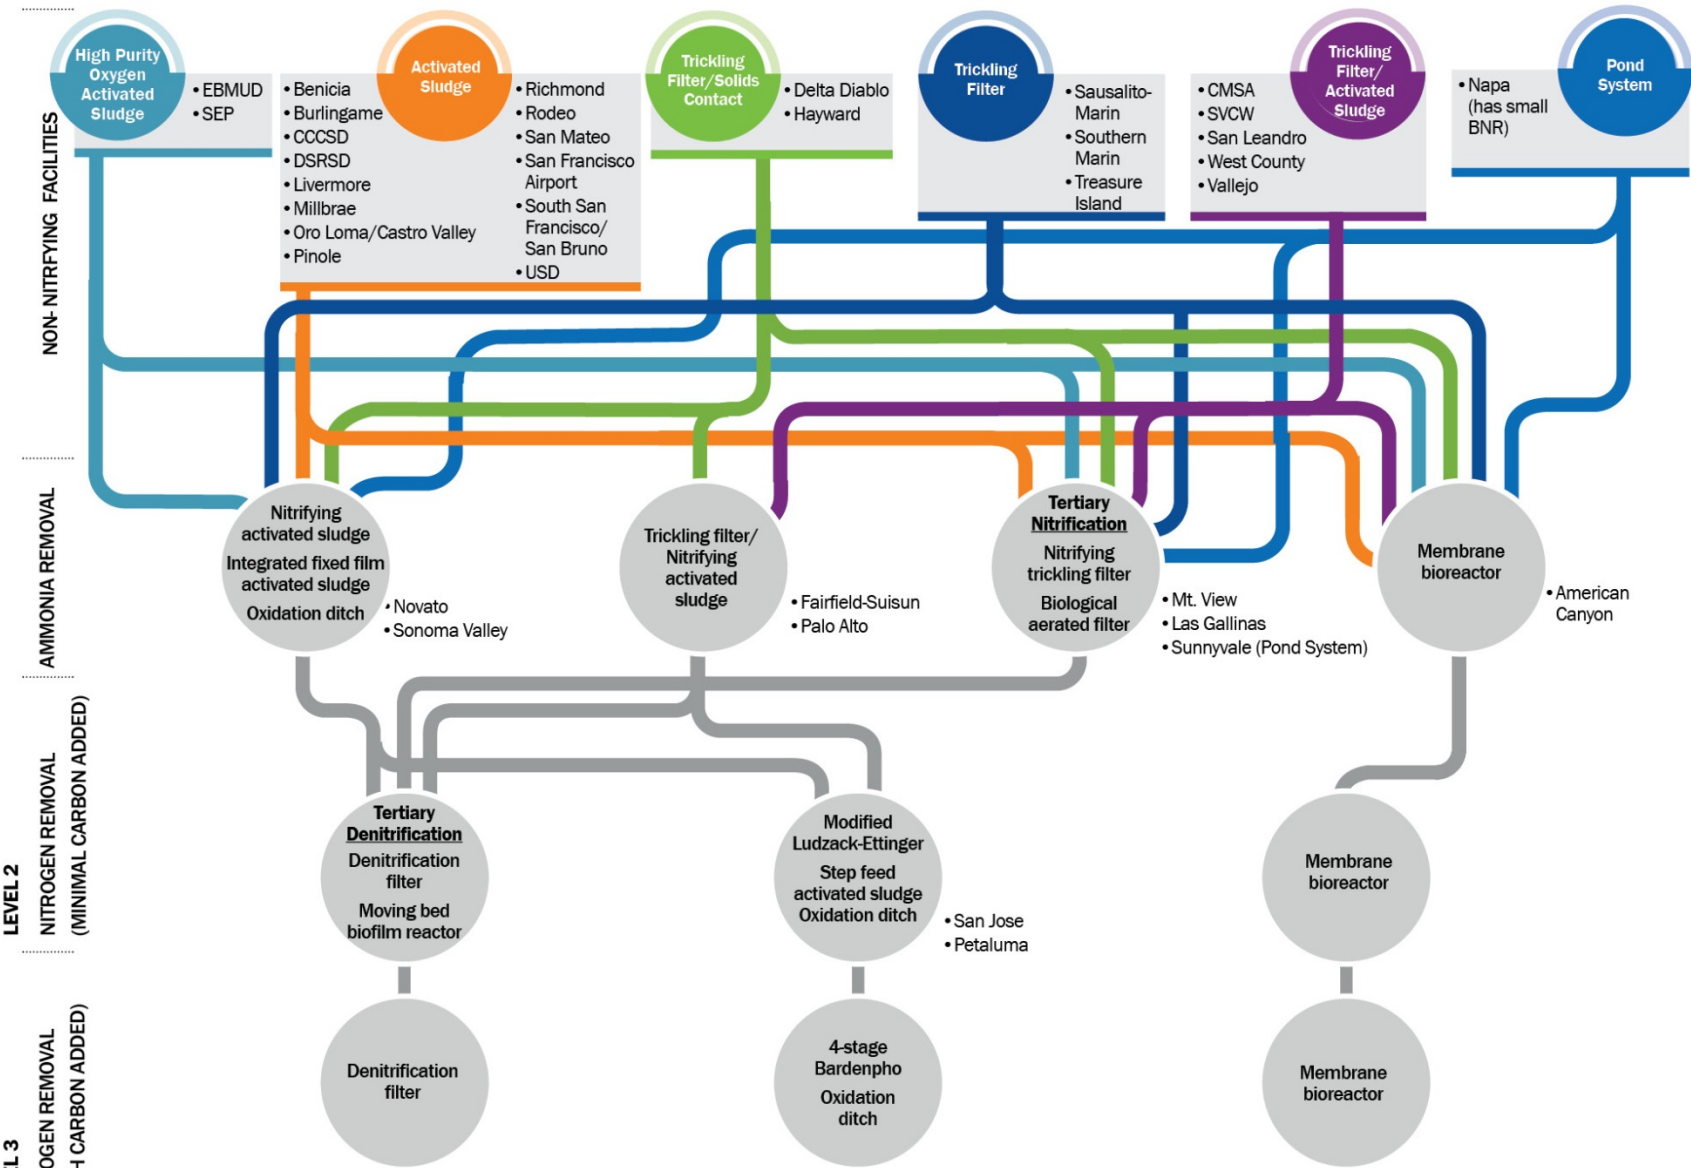 High Purity
Oxygen
Activated
Sludge
• EBMUD
• SEP
• Benicia
• Burlingame
• CCCSD
• DSRSD
• Livermore
• Millbrae
• Oro Loma/Castro Valley
• Pinole
Activated
Sludge
• Richmond
• Rodeo
• San Mateo
• San Francisco
Airport
• South San
Francisco/
San Bruno
• USD
Trickling
Filter/Solids
Contact
• Delta Diablo
• Hayward
Trickling
Filter
• Sausalito-
Marin
• Southern
Marin
• Treasure
Island
• CMSA
• SVCW
• San Leandro
• West County
• Vallejo
Trickling
Filter/
Activated
Sludge
• Napa
(has small
BNR)
Pond
System
NON- NITRFYING FACILITIES
AMMONIA REMOVAL
Nitrifying
activated sludge
Integrated fixed film
activated sludge
Oxidation ditch
• Novato
• Sonoma Valley
Trickling filter/
Nitrifying
activated
sludge
• Fairfield-Suisun
• Palo Alto
Tertiary
Nitrification
Nitrifying
trickling filter
Biological
aerated filter
• Mt. View
• Las Gallinas
• Sunnyvale (Pond System)
Membrane
bioreactor
• American
Canyon
LEVEL 2
NITROGEN REMOVAL
(MINIMAL CARBON ADDED)
Tertiary
Denitrification
Denitrification
filter
Moving bed
biofilm reactor
Modified
Ludzack-Ettinger
Step feed
activated sludge
Oxidation ditch
• San Jose
• Petaluma
Membrane
bioreactor
EL 3
OGEN REMOVAL
H CARBON ADDED)
Denitrification
filter
4-stage
Bardenpho
Oxidation
ditch
Membrane
bioreactor